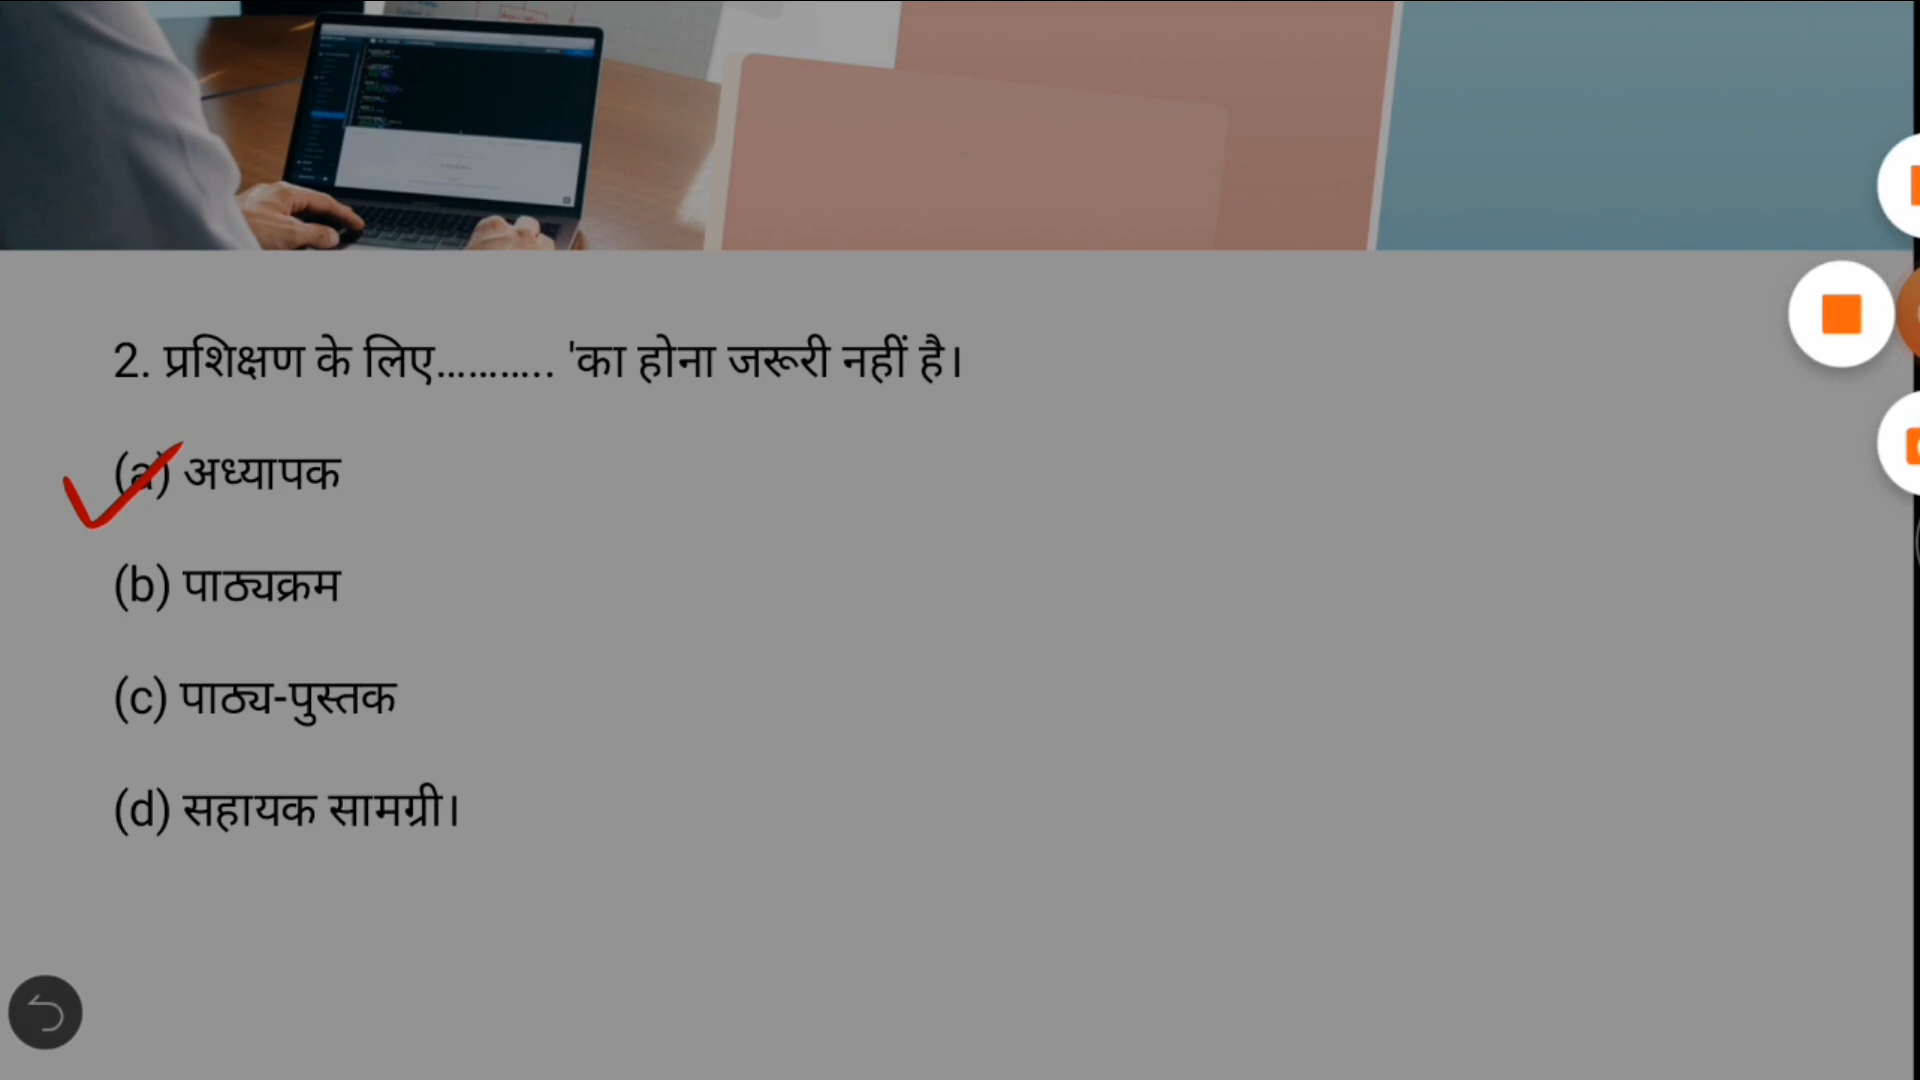 2. प्रशिक्षण के लिए........... 'का होना जरूरी नहीं है।
(a) अध्यापक
(b) पाठ्यक्रम
(c) पाठ्य-पुस्तक
(d) सहायक सामग्री।